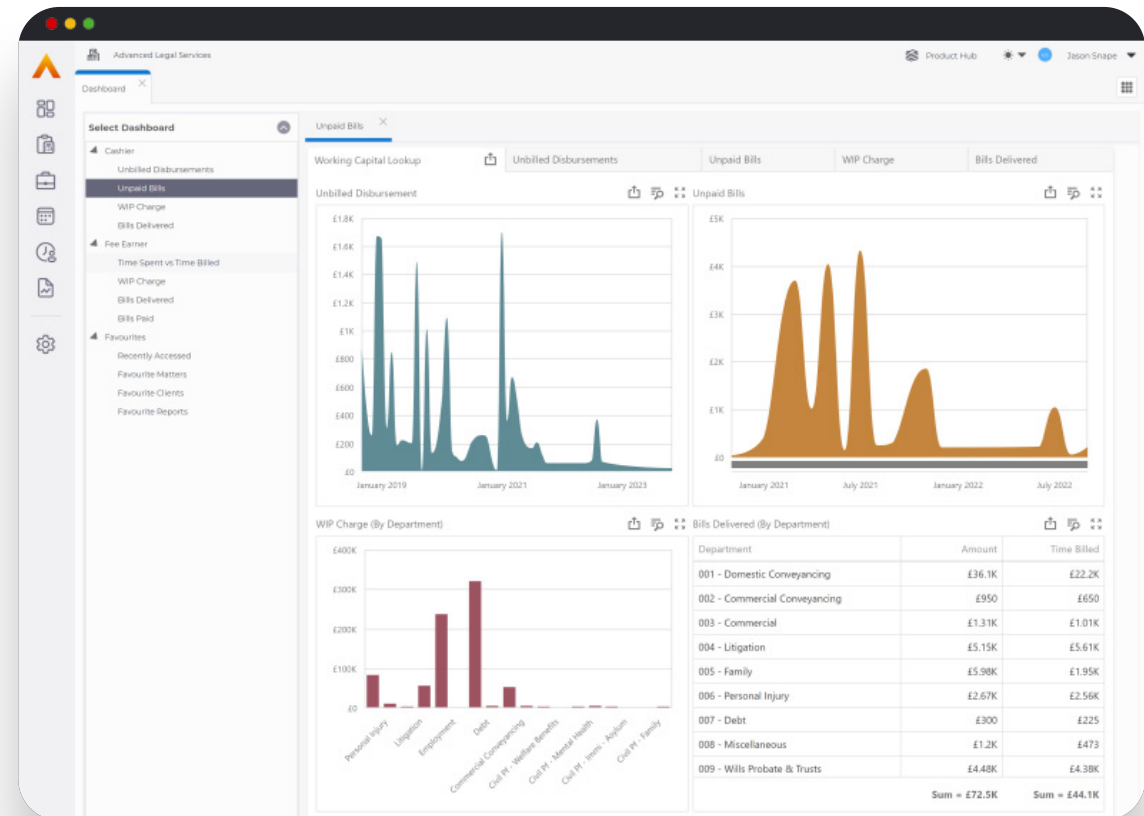 Advanced Legal Services
Product Hub
Jason Snape
Dashboard
Select Dashboard
Cashier
Unbilled Disbursements
Unpaid Bills
WIP Charge
Bills Delivered
Fee Earner
Time Spent vs Time Billed
WIP Charge
Bills Delivered
Bills Paid
Favourites
Recently Accessed
Favourite Matters
Favourite Clients
Favourite Reports
Unpaid Bills
Working Capital Lookup
Unbilled Disbursements
Unpaid Bills
WIP Charge
Bills Delivered
Unbilled Disbursement
£1.8K
£1.6K
£1.4K
£1.2K
£1K
£800
£600
£400
£200
£0
January 2019
January 2021
January 2023
Unpaid Bills
£5K
£4K
£3K
£2K
£1K
£0
January 2021
July 2021
January 2022
July 2022
WIP Charge (By Department)
£400K
£300K
£200K
£100K
£0
Personal Injury
Litigation
Employment
Debt
Commercial Conveyancing
Civil Pf - Welfare Benefits
Civil Pf - Mental Health
Civil Pf - Immi - Asylum
Civil Pf - Family
Bills Delivered (By Department)
Department Amount Time Billed
001 - Domestic Conveyancing £36.1K £22.2K
002 - Commercial Conveyancing £950 £650
003 - Commercial £1.31K £1.01K
004 - Litigation £5.15K £5.61K
005 - Family £5.98K £1.95K
006 - Personal Injury £2.67K £2.56K
007 - Debt £300 £225
008 - Miscellaneous £1.2K £473
009 - Wills Probate & Trusts £4.48K £4.38K
Sum = £72.5K Sum = £44.1K